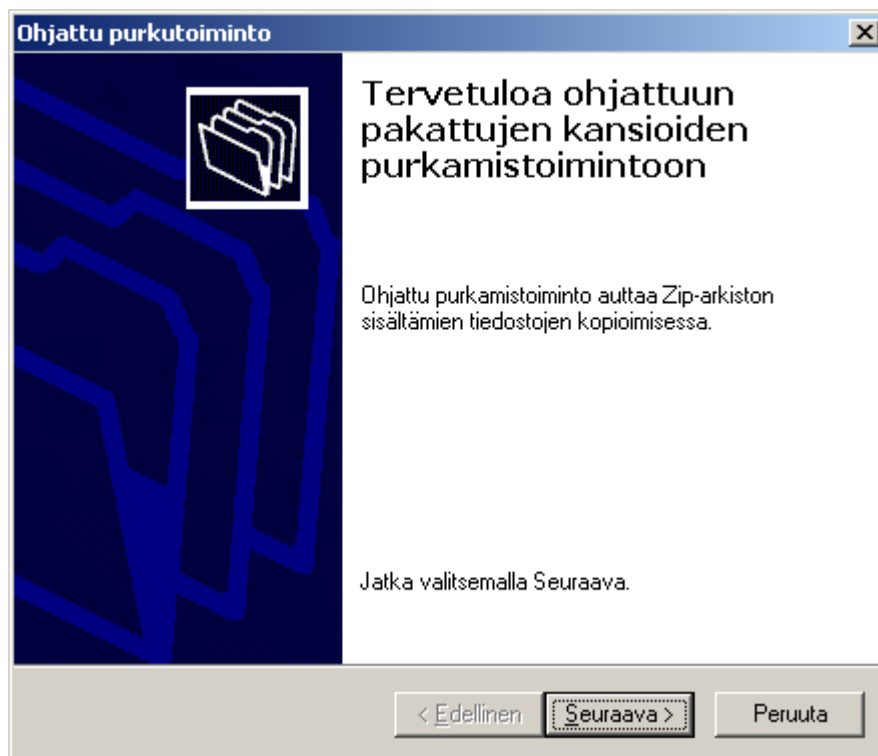 Ohjattu purkutoiminto
Tervetuloa ohjattuun
pakattujen kansioiden
purkamistoimintoon
Ohjattu purkamistoiminto auttaa Zip-arkiston
sisältämien tiedostojen kopioimisessa.
Jatka valitsemalla Seuraava.
< Edellinen
Seuraava >
Peruuta